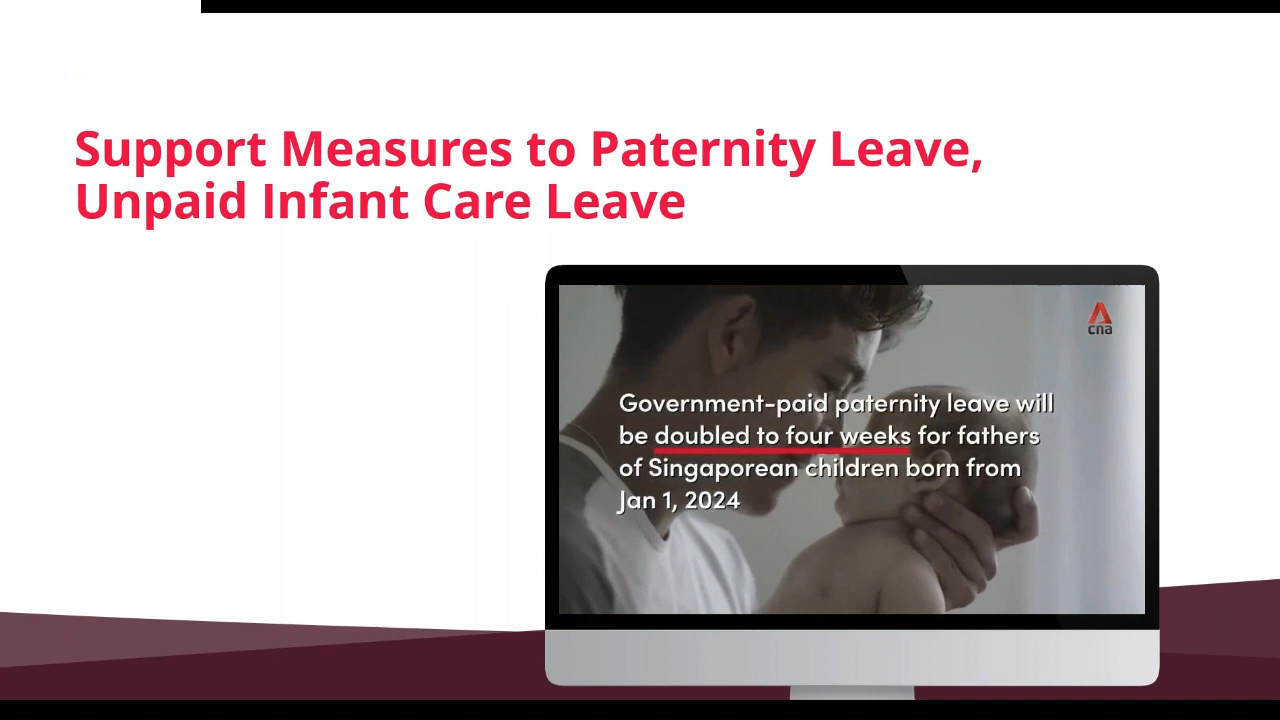 Support Measures to Paternity Leave,
Unpaid Infant Care Leave
cna
Government-paid paternity leave will
be doubled to four weeks for fathers
of Singaporean children born from
Jan 1, 2024